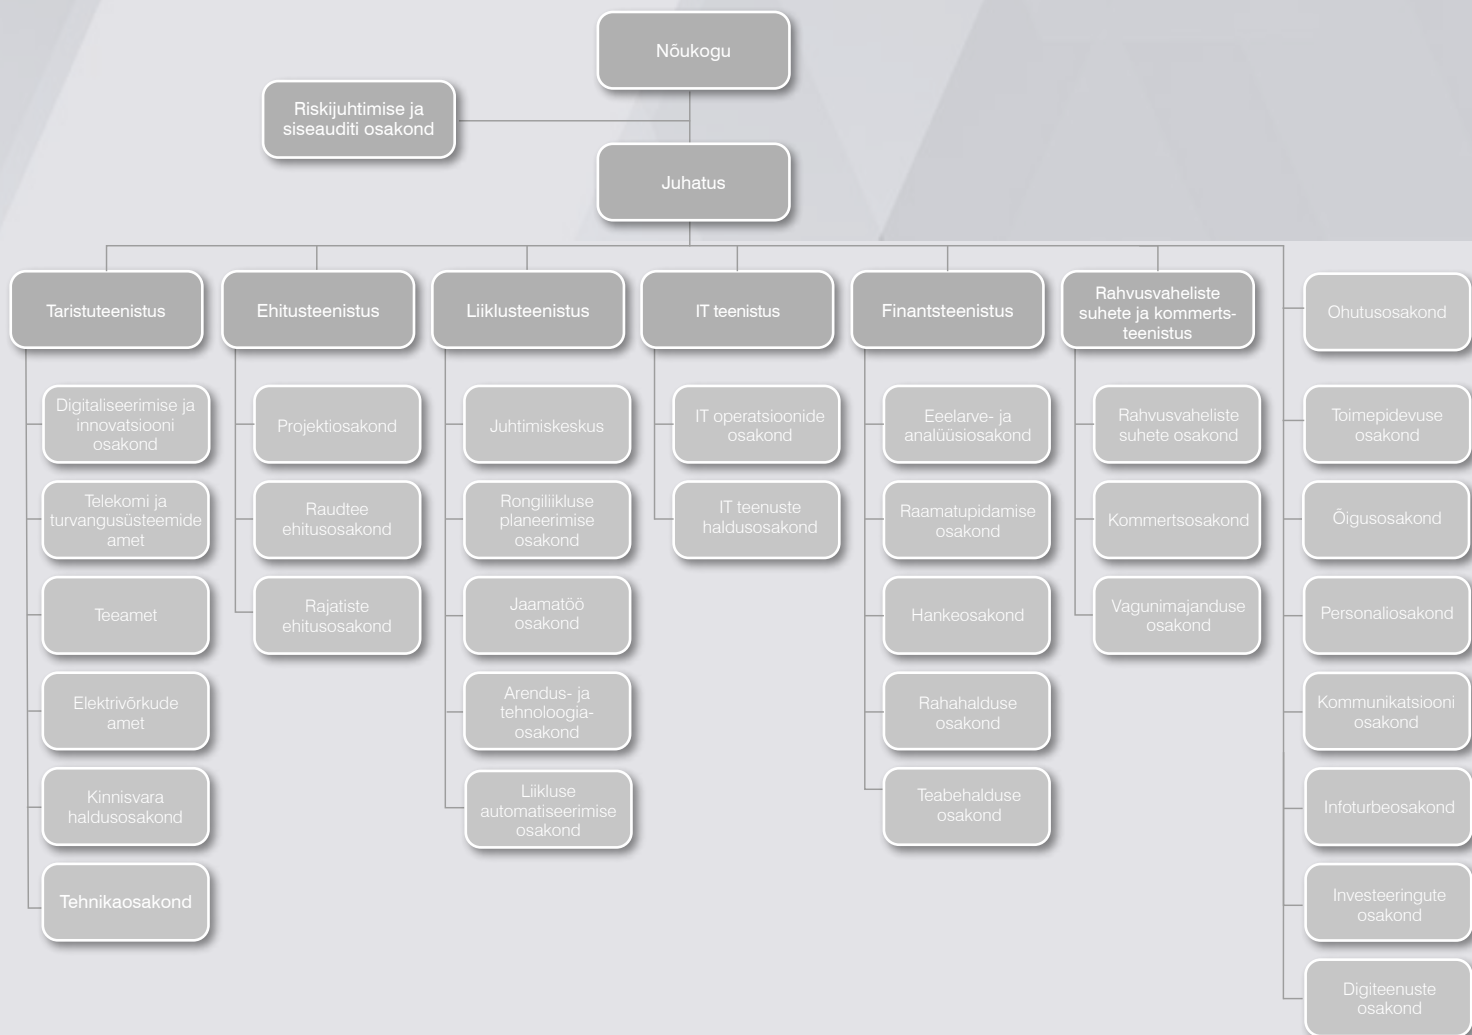 Nõukogu
Riskijuhtimise ja
siseauditi osakond
Juhatus
Taristuteenistus
Digitaliseerimise ja
innovatsiooni
osakond
Telekomi ja
turvangusüsteemide
amet
Teeamet
Elektrivõrkude
amet
Kinnisvara
haldusosakond
Tehnikaosakond
Ehitusteenistus
Projektiosakond
Raudtee
ehitusosakond
Rajatiste
ehitusosakond
Liiklusteenistus
Juhtimiskeskus
Rongiliikluse
planeerimise
osakond
Jaamatöö
osakond
Arendus- ja
tehnoloogia-
osakond
Liikluse
automatiseerimise
osakond
IT teenistus
IT operatsioonide
osakond
IT teenuste
haldusosakond
Finantsteenistus
Eeelarve- ja
analüüsiosakond
Raamatupidamise
osakond
Hankeosakond
Rahahalduse
osakond
Teabehalduse
osakond
Rahvusvaheliste
suhete ja kommerts-
teenistus
Rahvusvaheliste
suhete osakond
Kommertsosakond
Vagunimajanduse
osakond
Ohutusosakond
Toimepidevuse
osakond
Õigusosakond
Personaliosakond
Kommunikatsiooni
osakond
Infoturbeosakond
Investeeringute
osakond
Digiteenuste
osakond